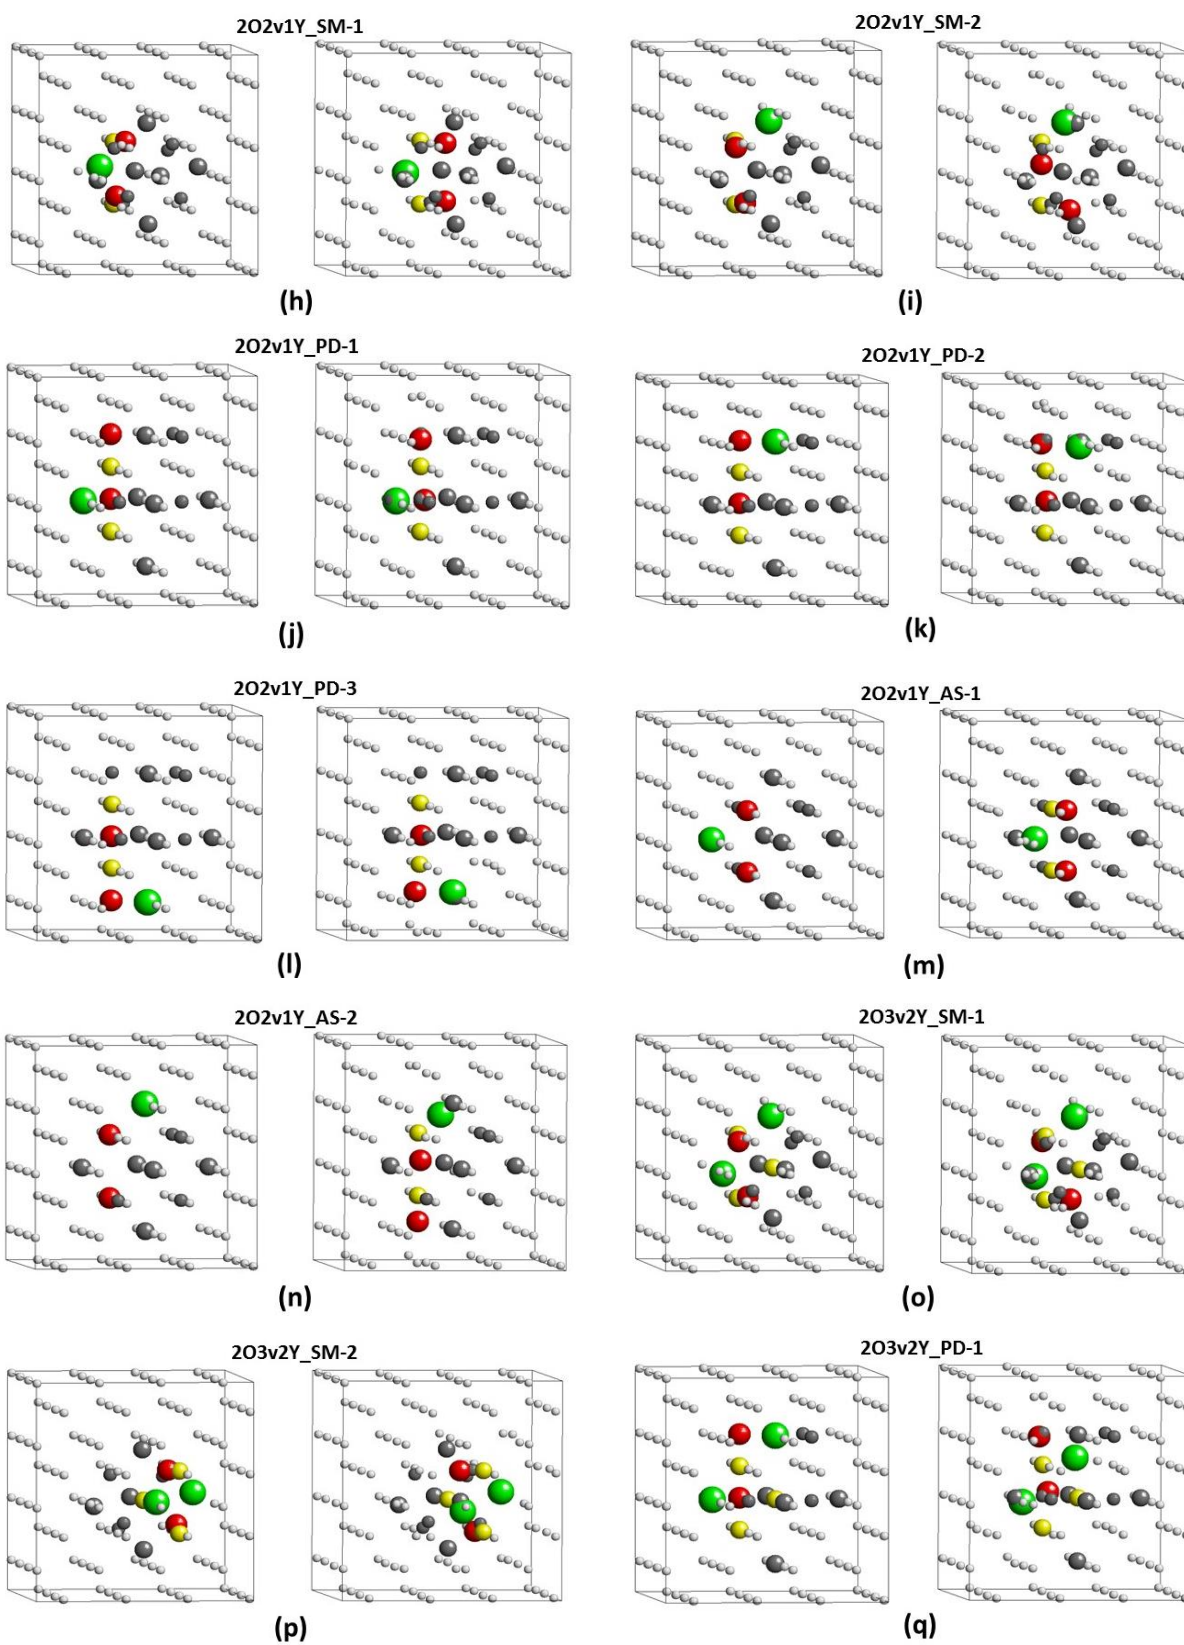 2O2v1Y_SM-1
2O2v1Y_SM-2
(h)
(i)
2O2v1Y_PD-1
2O2v1Y_PD-2
(j)
(k)
2O2v1Y_PD-3
2O2v1Y_AS-1
(l)
(m)
2O2v1Y_AS-2
2O3v2Y_SM-1
(n)
(o)
2O3v2Y_SM-2
2O3v2Y_PD-1
(p)
(q)